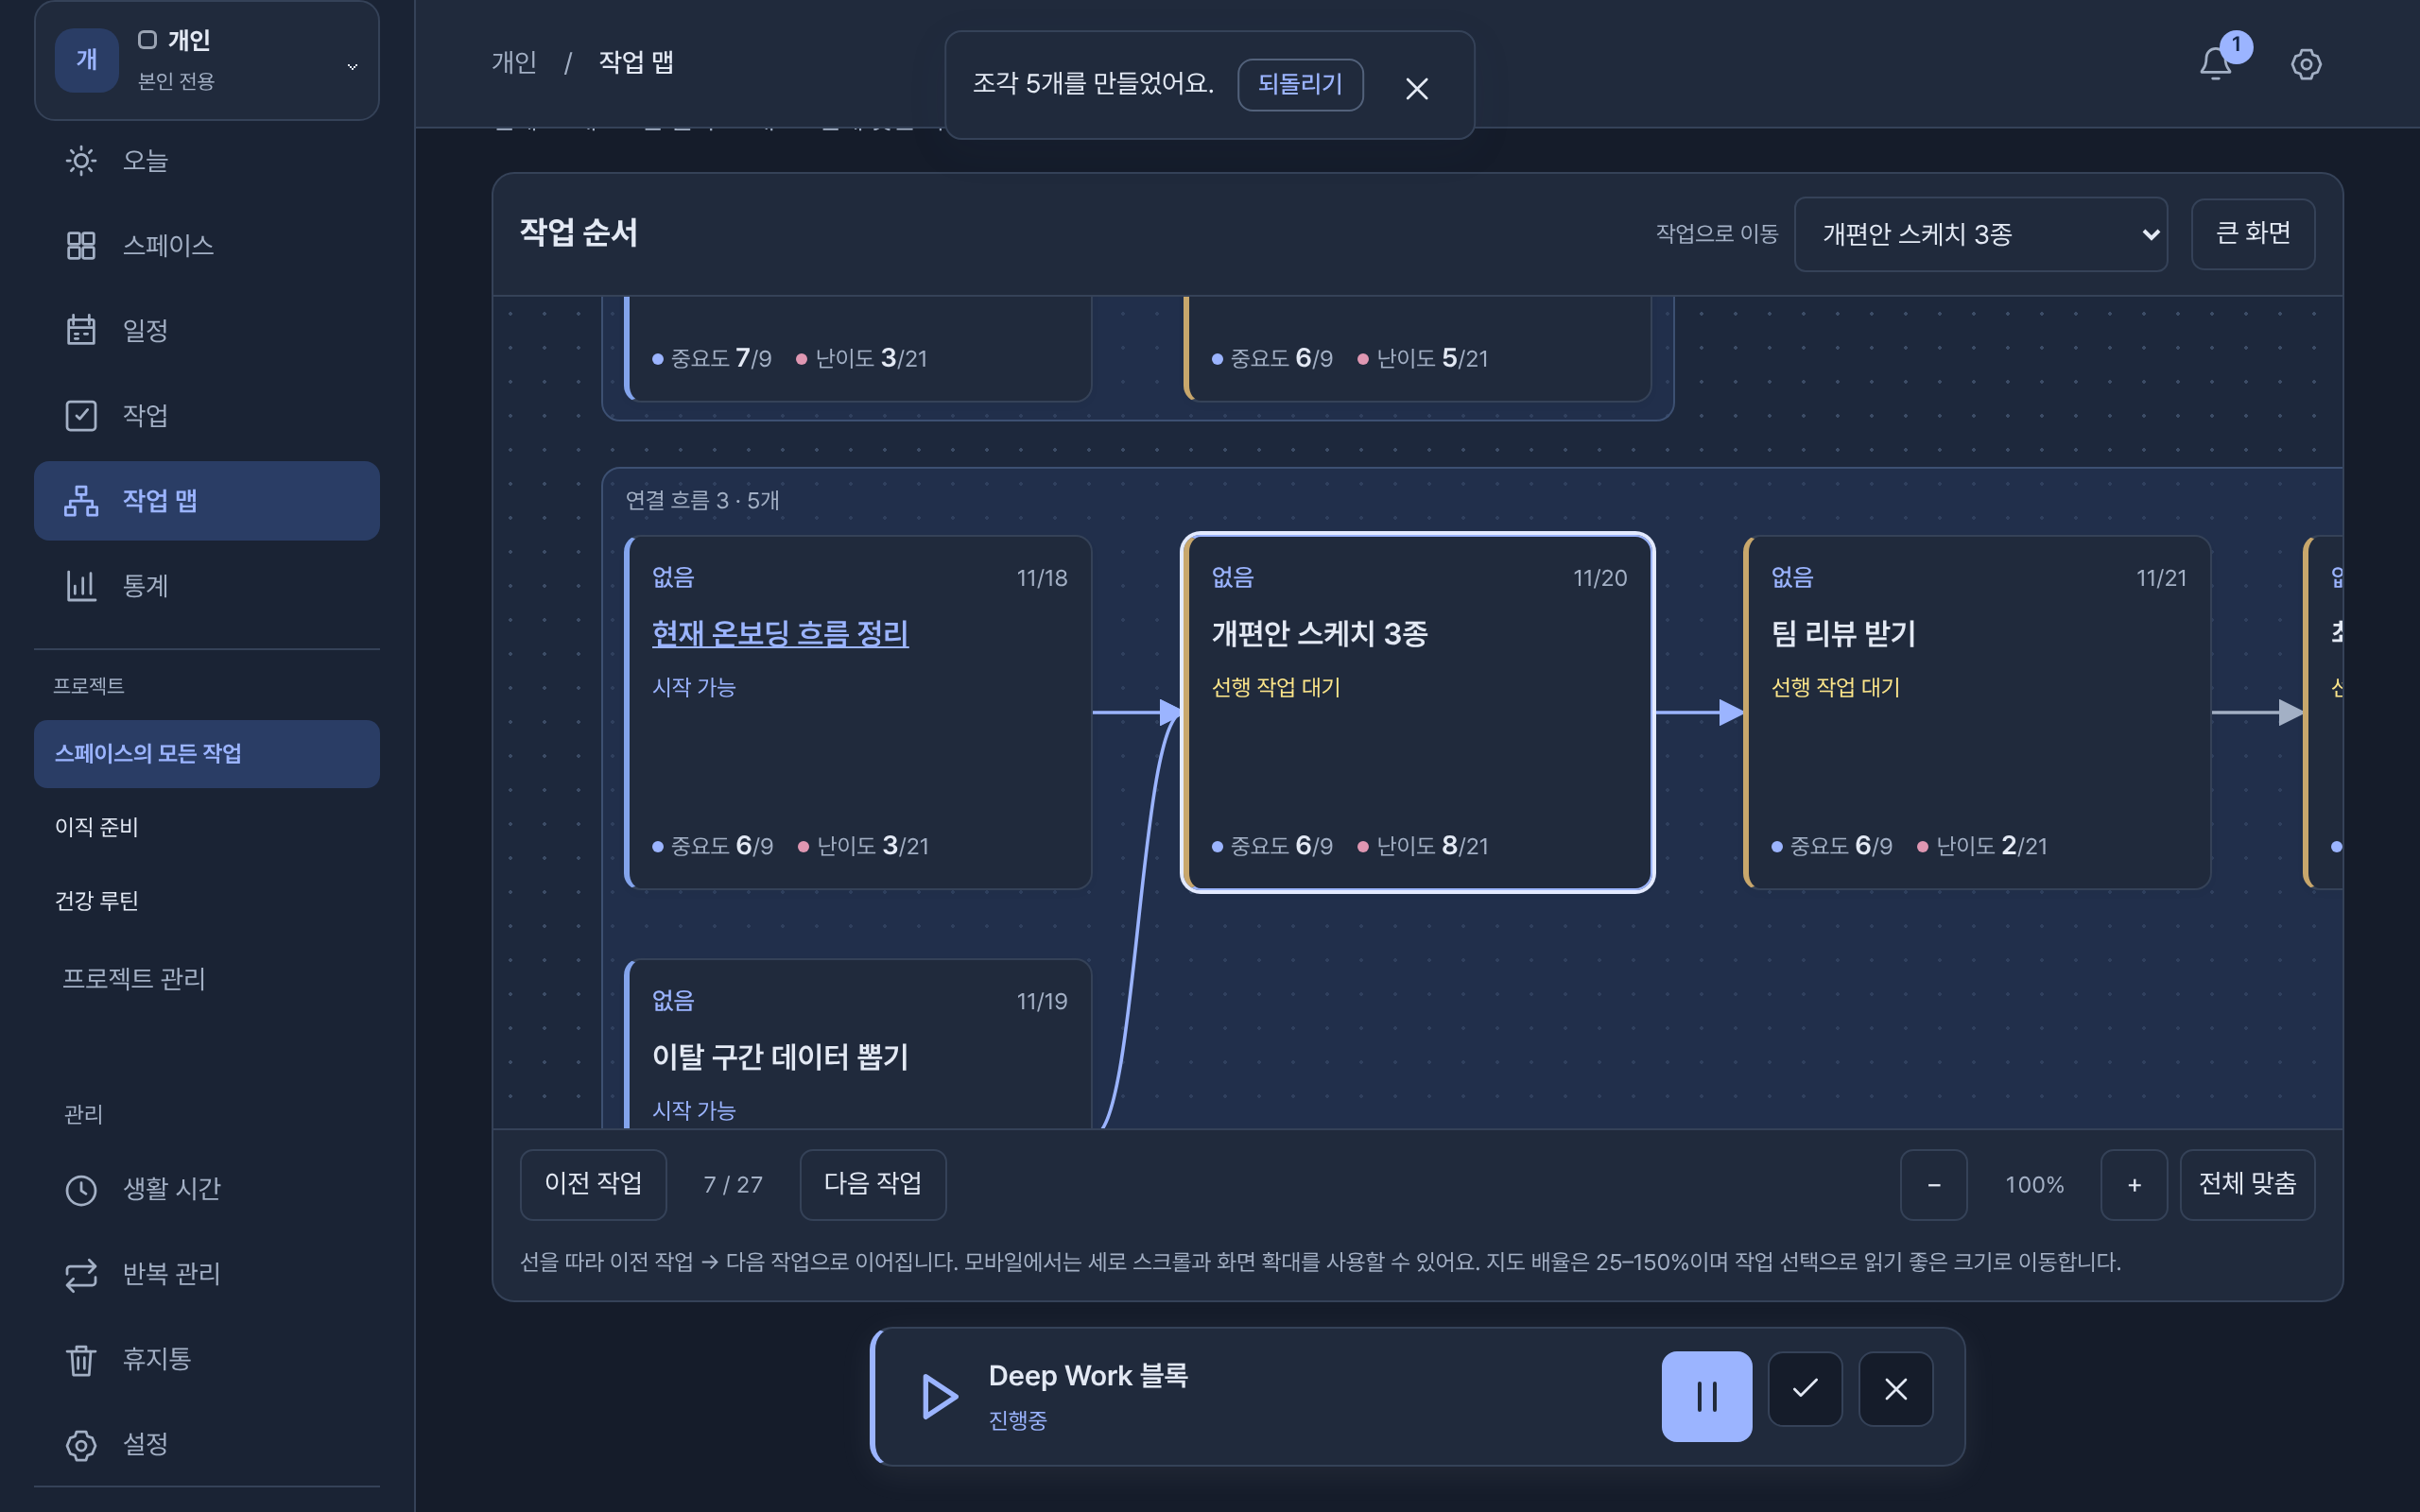 개
개인
본인 전용
오늘
스페이스
일정
작업
작업 맵
통계
프로젝트
스페이스의 모든 작업
이직 준비
건강 루틴
프로젝트 관리
관리
생활 시간
반복 관리
휴지통
설정
개인 / 작업 맵
조각 5개를 만들었어요. 되돌리기
1
작업 순서
작업으로 이동 개편안 스케치 3종 큰 화면
중요도 7/9 난이도 3/21
중요도 6/9 난이도 5/21
연결 흐름 3 · 5개
없음 11/18
현재 온보딩 흐름 정리
시작 가능
중요도 6/9 난이도 3/21
없음 11/20
개편안 스케치 3종
선행 작업 대기
중요도 6/9 난이도 8/21
없음 11/21
팀 리뷰 받기
선행 작업 대기
중요도 6/9 난이도 2/21
없음 11/19
이탈 구간 데이터 뽑기
시작 가능
이전 작업 7 / 27 다음 작업
− 100% + 전체 맞춤
선을 따라 이전 작업 → 다음 작업으로 이어집니다. 모바일에서는 세로 스크롤과 화면 확대를 사용할 수 있어요. 지도 배율은 25–150%이며 작업 선택으로 읽기 좋은 크기로 이동합니다.
Deep Work 블록
진행중